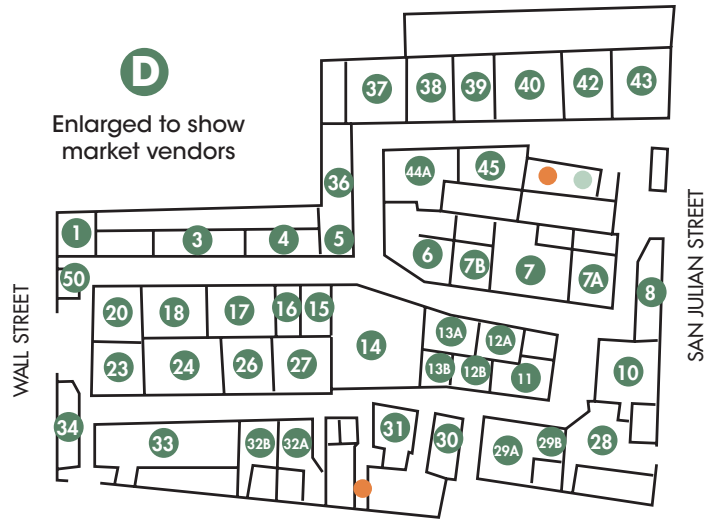 D
Enlarged to show
market vendors
37
38
39
40
42
43
44A
45
36
1
3
4
5
6
7B
7
7A
50
8
20
18
17
16
15
14
13A
12A
23
24
26
27
13B
12B
11
10
34
33
32B
32A
31
30
29A
29B
28
WALL STREET
SAN JULIAN STREET